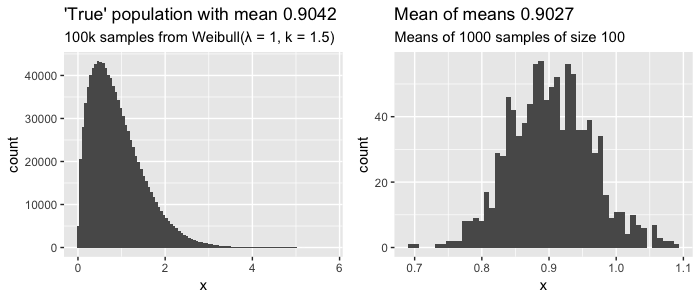 'True' population with mean 0.9042
100k samples from Weibull(λ = 1, k = 1.5)
40000
30000
20000
10000
0
count
0 2 4 6
x
Mean of means 0.9027
Means of 1000 samples of size 100
40
20
0
count
0.7 0.8 0.9 1.0 1.1
x